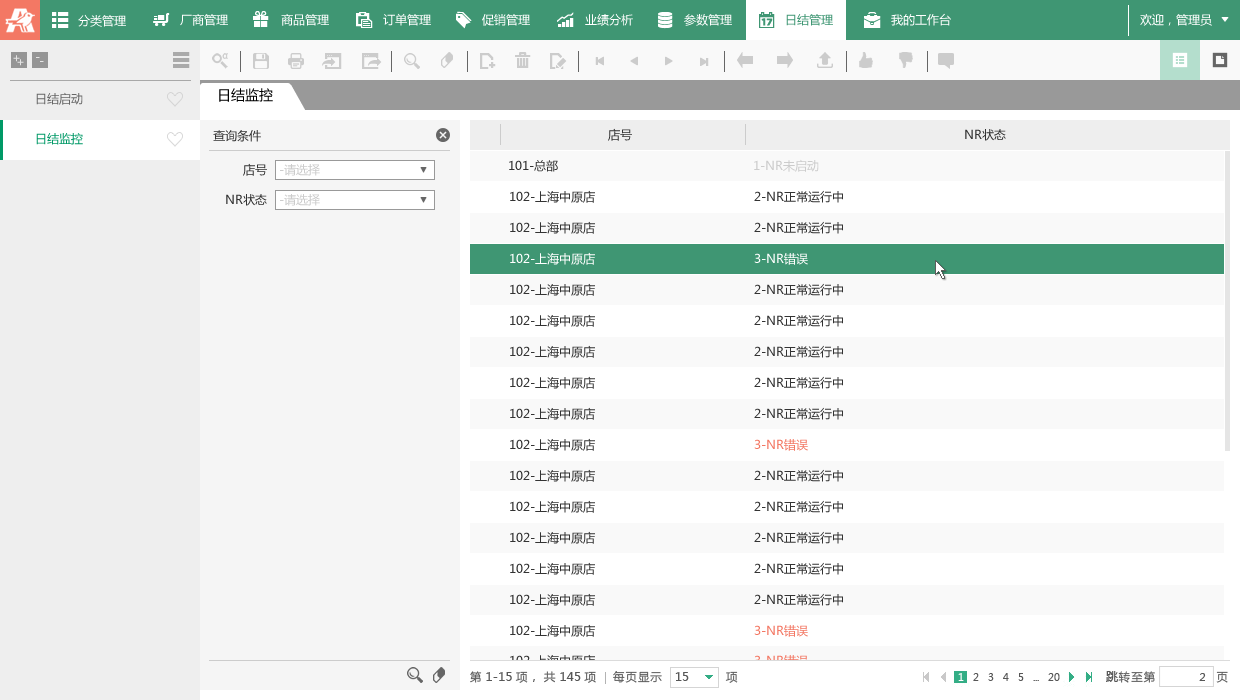 分类管理 厂商管理 商品管理 订单管理 促销管理 业绩分析 参数管理 17 日结管理 我的工作台 欢迎，管理员
日结启动
日结监控
日结监控
查询条件
店号 -请选择
NR状态 -请选择
店号 NR状态
101-总部 1-NR未启动
102-上海中原店 2-NR正常运行中
102-上海中原店 2-NR正常运行中
102-上海中原店 3-NR错误
102-上海中原店 2-NR正常运行中
102-上海中原店 2-NR正常运行中
102-上海中原店 2-NR正常运行中
102-上海中原店 2-NR正常运行中
102-上海中原店 2-NR正常运行中
102-上海中原店 3-NR错误
102-上海中原店 2-NR正常运行中
102-上海中原店 2-NR正常运行中
102-上海中原店 2-NR正常运行中
102-上海中原店 2-NR正常运行中
102-上海中原店 2-NR正常运行中
102-上海中原店 3-NR错误
102-上海中原店 3-NR错误
第 1-15 项，共 145 项 | 每页显示 15 项 1 2 3 4 5 ... 20 跳转至第 2 页